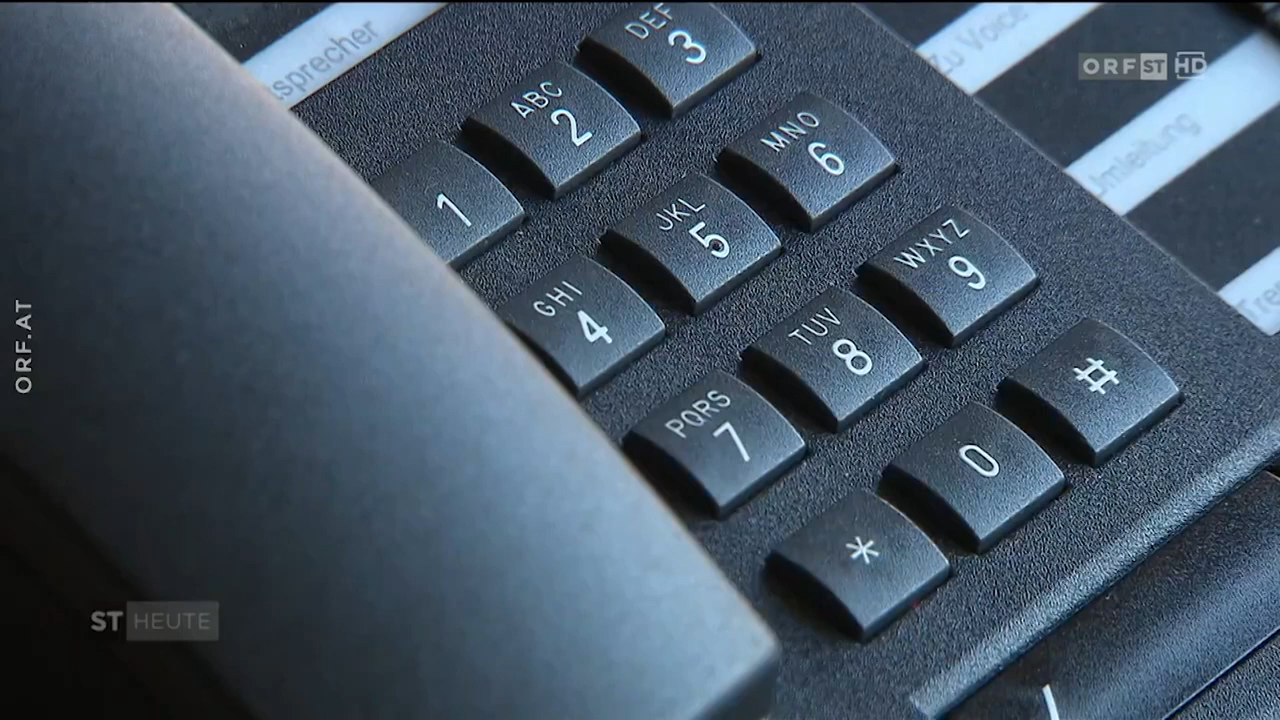 sprecher
Zu Voice
ORF ST HD
Umleitung
DEF
3
ABC
2
1
MNO
6
JKL
5
GHI
4
WXYZ
9
TUV
8
PQRS
7
#
0
*
ORF.AT
ST HEUTE